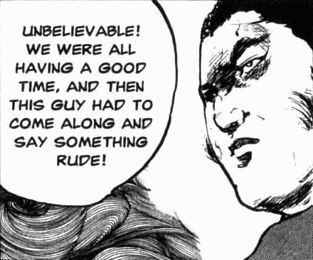 UNBELIEVABLE!
WE WERE ALL
HAVING A GOOD
TIME, AND THEN
THIS GUY HAD TO
COME ALONG AND
SAY SOMETHING
RUDE!